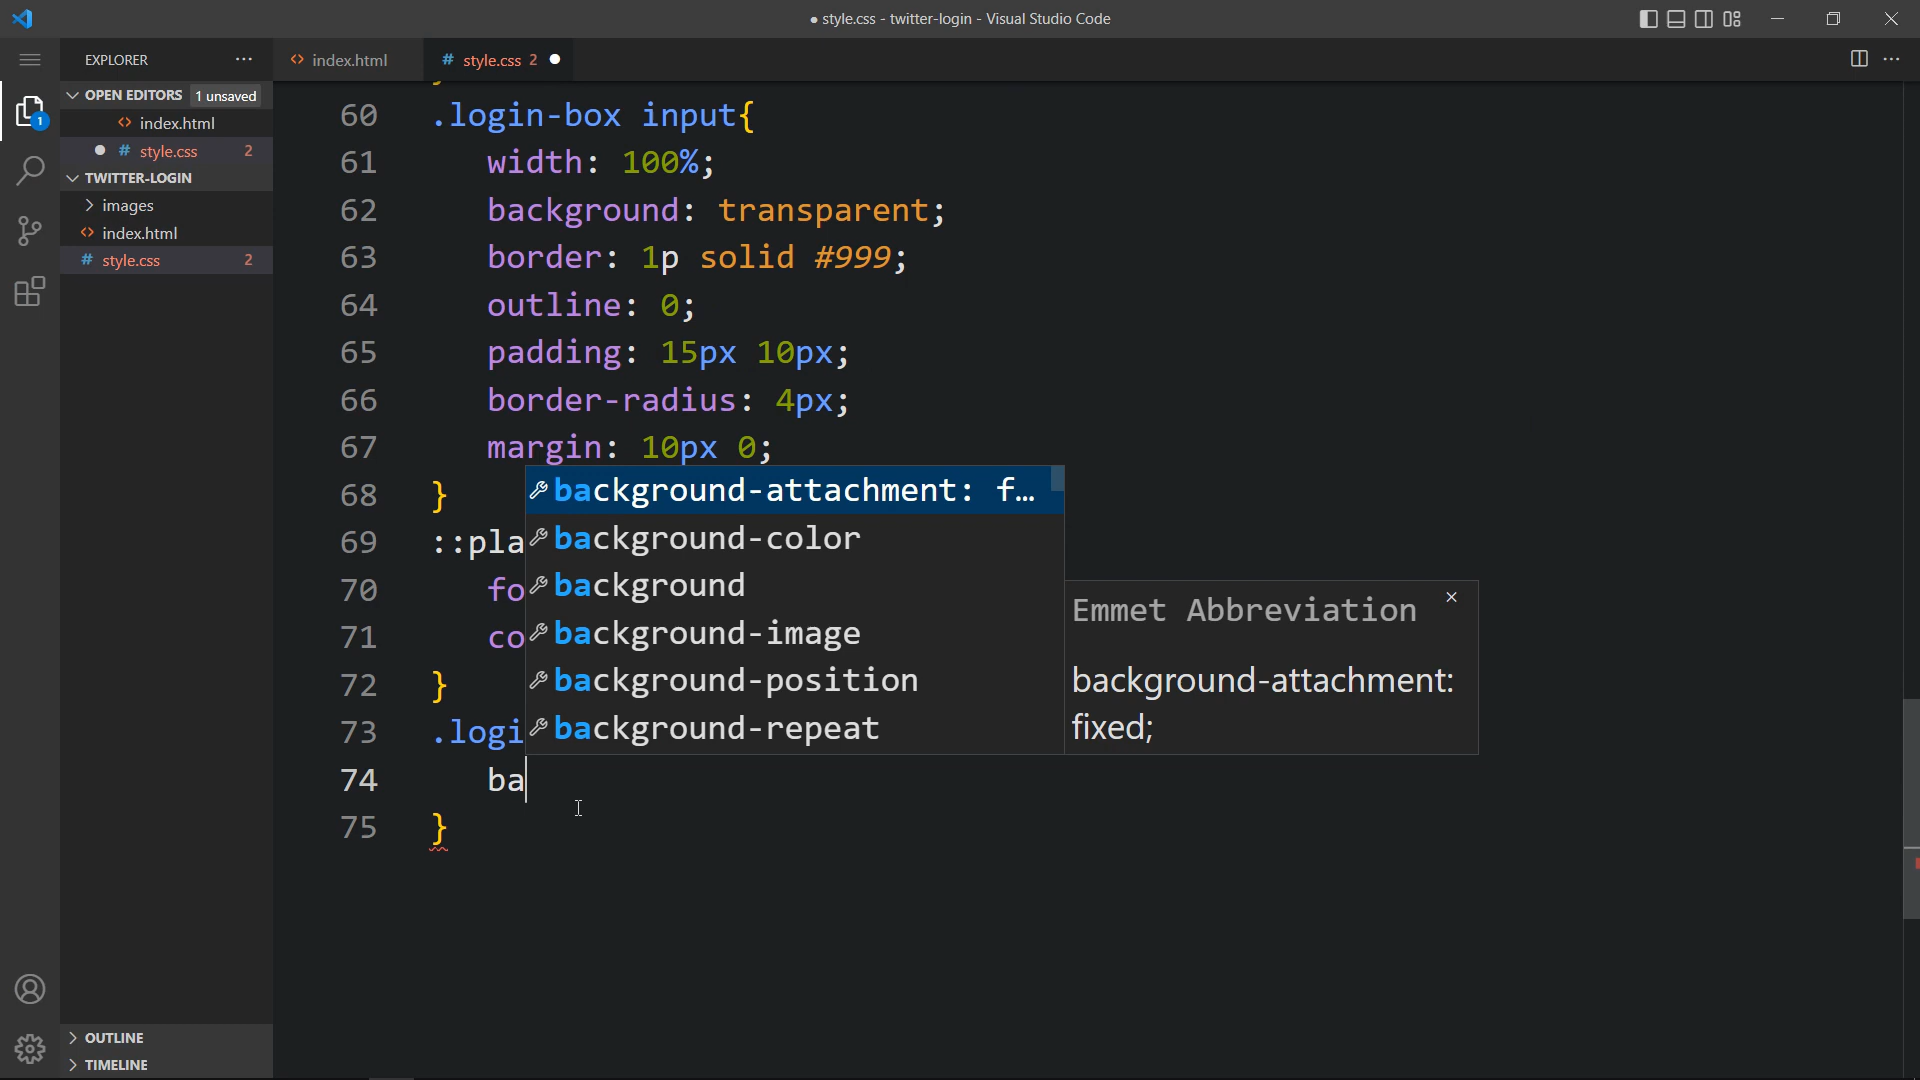 ● style.css - twitter-login - Visual Studio Code
EXPLORER
···
index.html
style.css 2
OPEN EDITORS 1 unsaved
index.html
# style.css 2
TWITTER-LOGIN
images
index.html
# style.css 2
1
OUTLINE
TIMELINE
60 .login-box input{
61 width: 100%;
62 background: transparent;
63 border: 1p solid #999;
64 outline: 0;
65 padding: 15px 10px;
66 border-radius: 4px;
67 margin: 10px 0;
68 }
69 ::pla
70 fo
71 co
72 }
73 .logi
74 ba
75 }
background-attachment: f…
background-color
background
background-image
background-position
background-repeat
Emmet Abbreviation
background-attachment:
fixed;